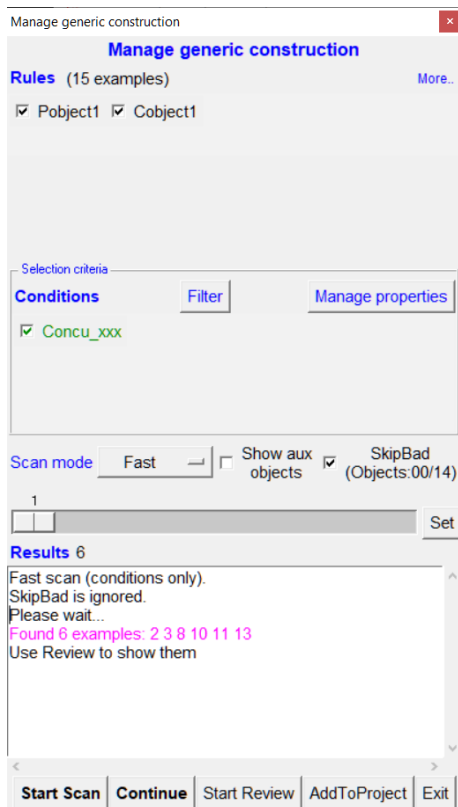 Manage generic construction
Manage generic construction
Rules (15 examples) More..
Pobject1 Cobject1
Selection criteria
Conditions Filter Manage properties
Concu_xxx
Scan mode Fast Show aux objects SkipBad (Objects:00/14)
1
Set
Results 6
Fast scan (conditions only).
SkipBad is ignored.
Please wait...
Found 6 examples: 2 3 8 10 11 13
Use Review to show them
Start Scan Continue Start Review AddToProject Exit